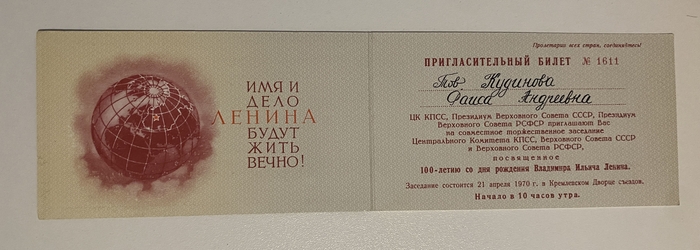 ИМЯ И
ДЕЛО
ЛЕНИНА
БУДУТ
ЖИТЬ
ВЕЧНО!
Пролетарии всех стран, соединяйтесь!
ПРИГЛАСИТЕЛЬНЫЙ БИЛЕТ № 1611
Тов Кудинова
Раиса Андреевна
ЦК КПСС, Президиум Верховного Совета СССР, Президиум
Верховного Совета РСФСР приглашают Вас
на совместное торжественное заседание
Центрального Комитета КПСС, Верховного Совета СССР
и Верховного Совета РСФСР,
посвященное
100-летию со дня рождения Владимира Ильича Ленина.
Заседание состоится 21 апреля 1970 г. в Кремлевском Дворце съездов.
Начало в 10 часов утра.